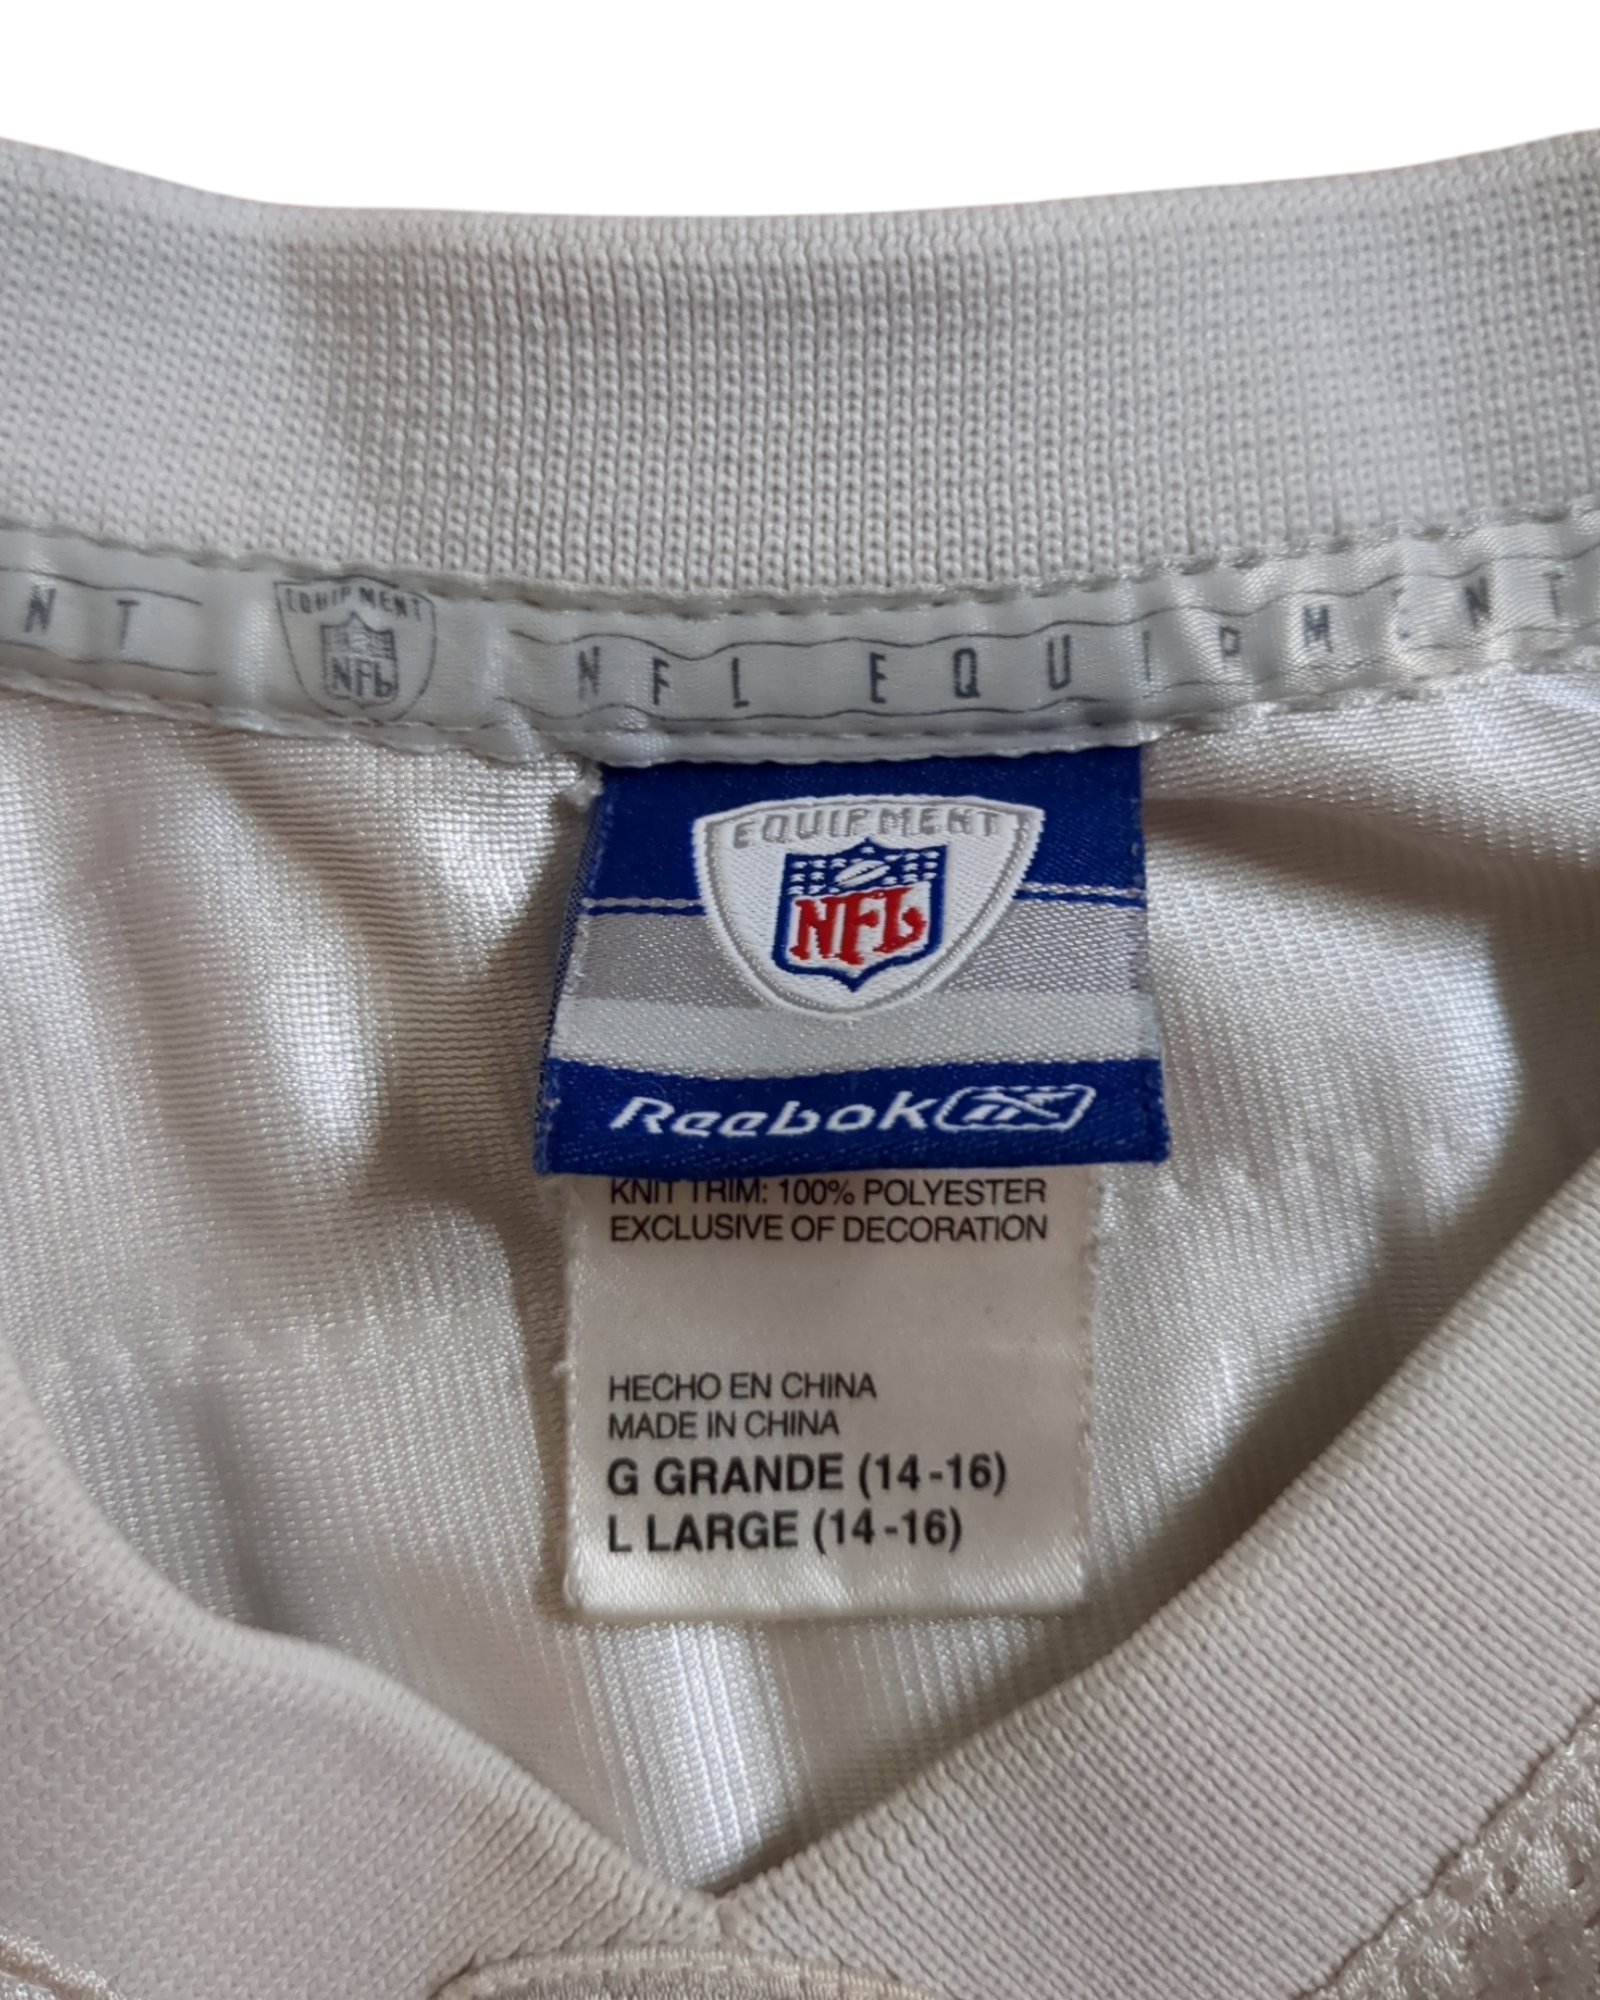 NT
EQUIPMENT
NFL
NFL EQUIPMENT
EQUIPMENT
NFL
Reebok
KNIT TRIM: 100% POLYESTER
EXCLUSIVE OF DECORATION
HECHO EN CHINA
MADE IN CHINA
G GRANDE (14-16)
L LARGE (14-16)